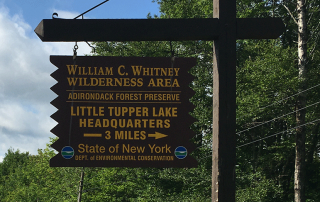 WILLIAM C. WHITNEY
WILDERNESS AREA
ADIRONDACK FOREST PRESERVE
LITTLE TUPPER LAKE
HEADQUARTERS
3 MILES
State of New York
DEPT. of ENVIRONMENTAL CONSERVATION